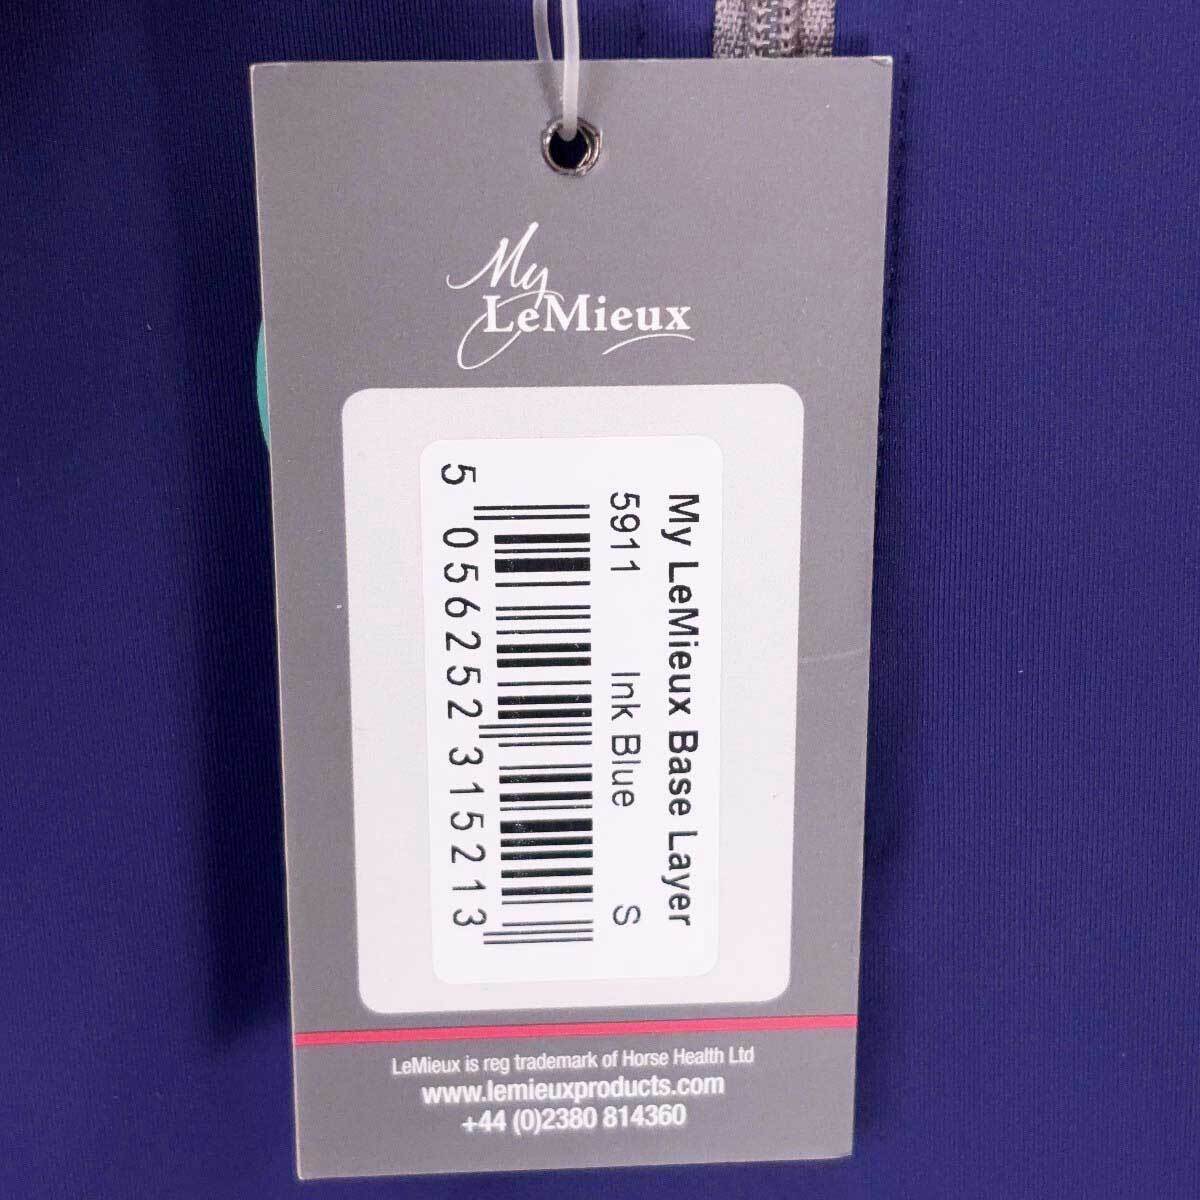 My
LeMieux
My LeMieux Base Layer
5911 Ink Blue S
5 056252 315213
LeMieux is reg trademark of Horse Health Ltd
www.lemieuxproducts.com
+44 (0)2380 814360